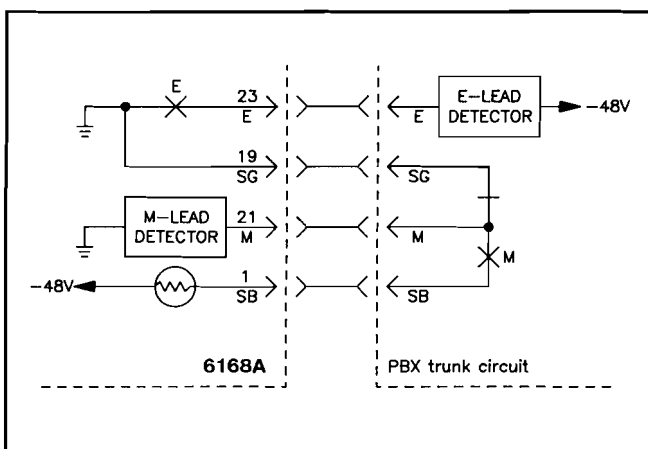 E
23
E
E
E-LEAD
DETECTOR
-48V
19
SG
SG
M-LEAD
DETECTOR
21
M
M
M
-48V
1
SB
SB
6168A
PBX trunk circuit